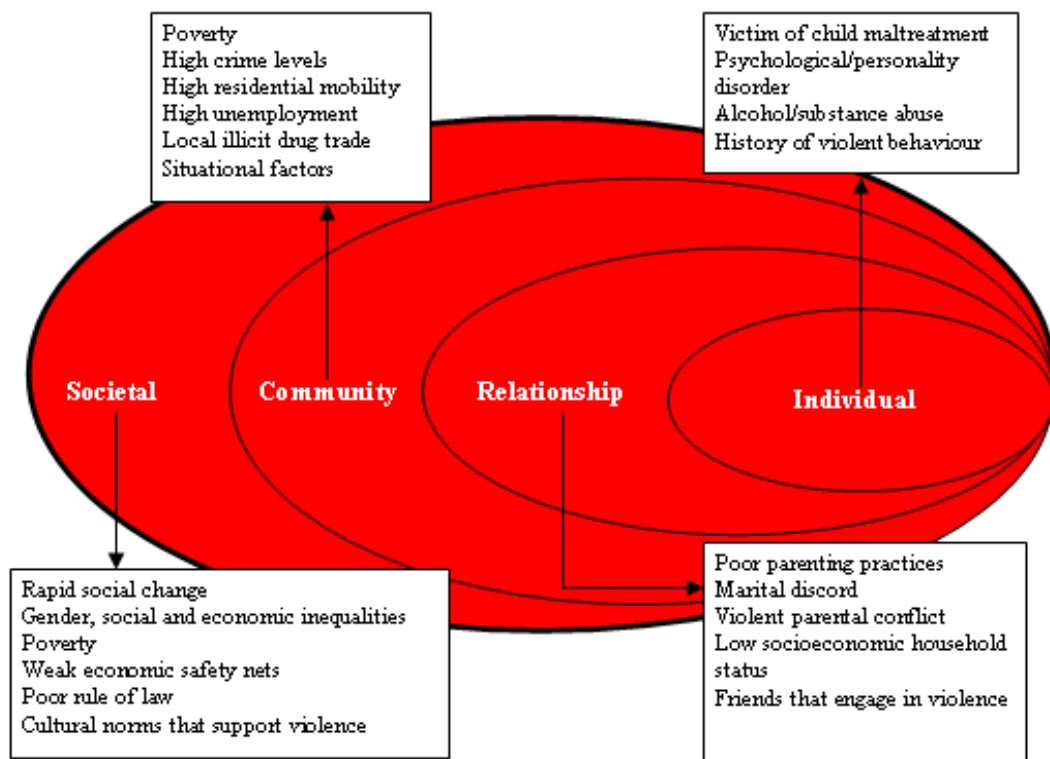 Poverty
High crime levels
High residential mobility
High unemployment
Local illicit drug trade
Situational factors
Victim of child maltreatment
Psychological/personality
disorder
Alcohol/substance abuse
History of violent behaviour
Societal
Community
Relationship
Individual
Rapid social change
Gender, social and economic inequalities
Poverty
Weak economic safety nets
Poor rule of law
Cultural norms that support violence
Poor parenting practices
Marital discord
Violent parental conflict
Low socioeconomic household
status
Friends that engage in violence